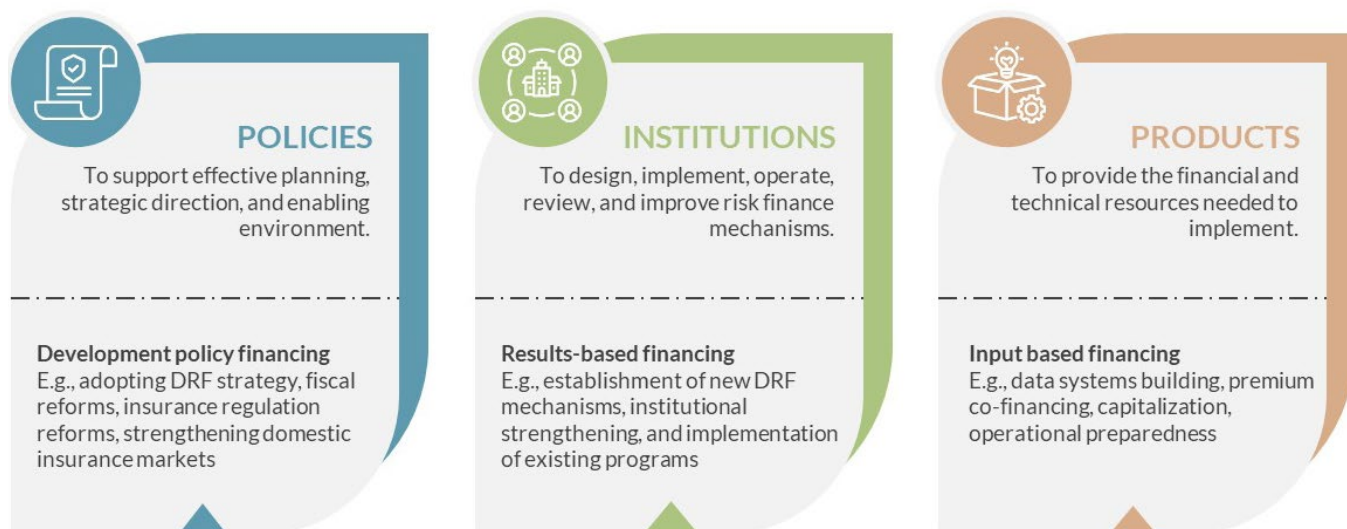 POLICIES
To support effective planning,
strategic direction, and enabling
environment.
Development policy financing
E.g., adopting DRF strategy, fiscal
reforms, insurance regulation
reforms, strengthening domestic
insurance markets
INSTITUTIONS
To design, implement, operate,
review, and improve risk finance
mechanisms.
Results-based financing
E.g., establishment of new DRF
mechanisms, institutional
strengthening, and implementation
of existing programs
PRODUCTS
To provide the financial and
technical resources needed to
implement.
Input based financing
E.g., data systems building, premium
co-financing, capitalization,
operational preparedness